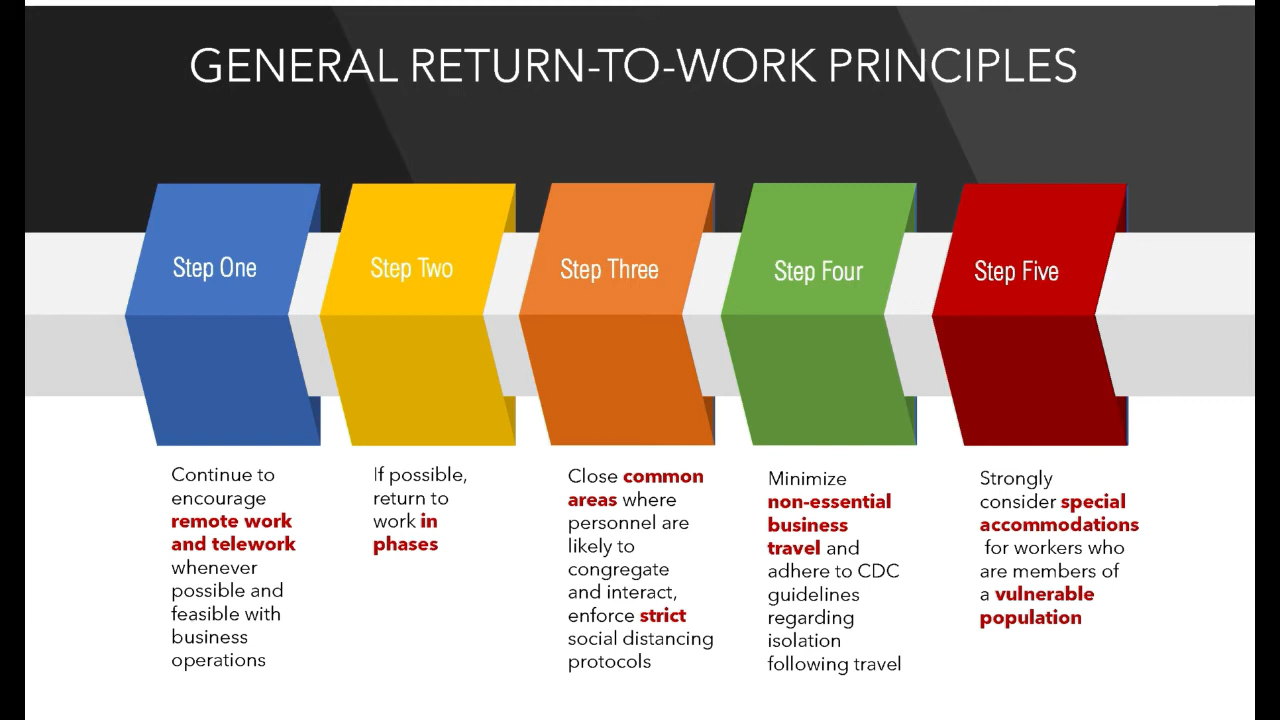 GENERAL RETURN-TO-WORK PRINCIPLES
Step One
Step Two
Step Three
Step Four
Step Five
Continue to
encourage
remote work
and telework
whenever
possible and
feasible with
business
operations
If possible,
return to
work in
phases
Close common
areas where
personnel are
likely to
congregate
and interact,
enforce strict
social distancing
protocols
Minimize
non-essential
business
travel and
adhere to CDC
guidelines
regarding
isolation
following travel
Strongly
consider special
accommodations
for workers who
are members of
a vulnerable
population